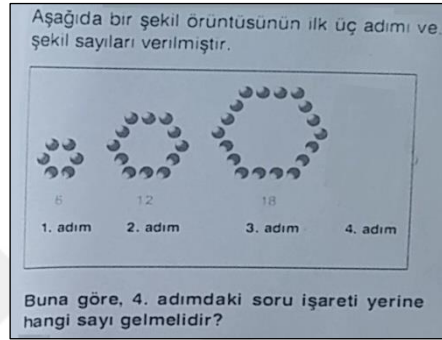 Aşağıda bir şekil örüntüsünün ilk üç adımı ve
şekil sayıları verilmiştir.
6 12 18
1. adım 2. adım 3. adım 4. adım
Buna göre, 4. adımdaki soru işareti yerine
hangi sayı gelmelidir?